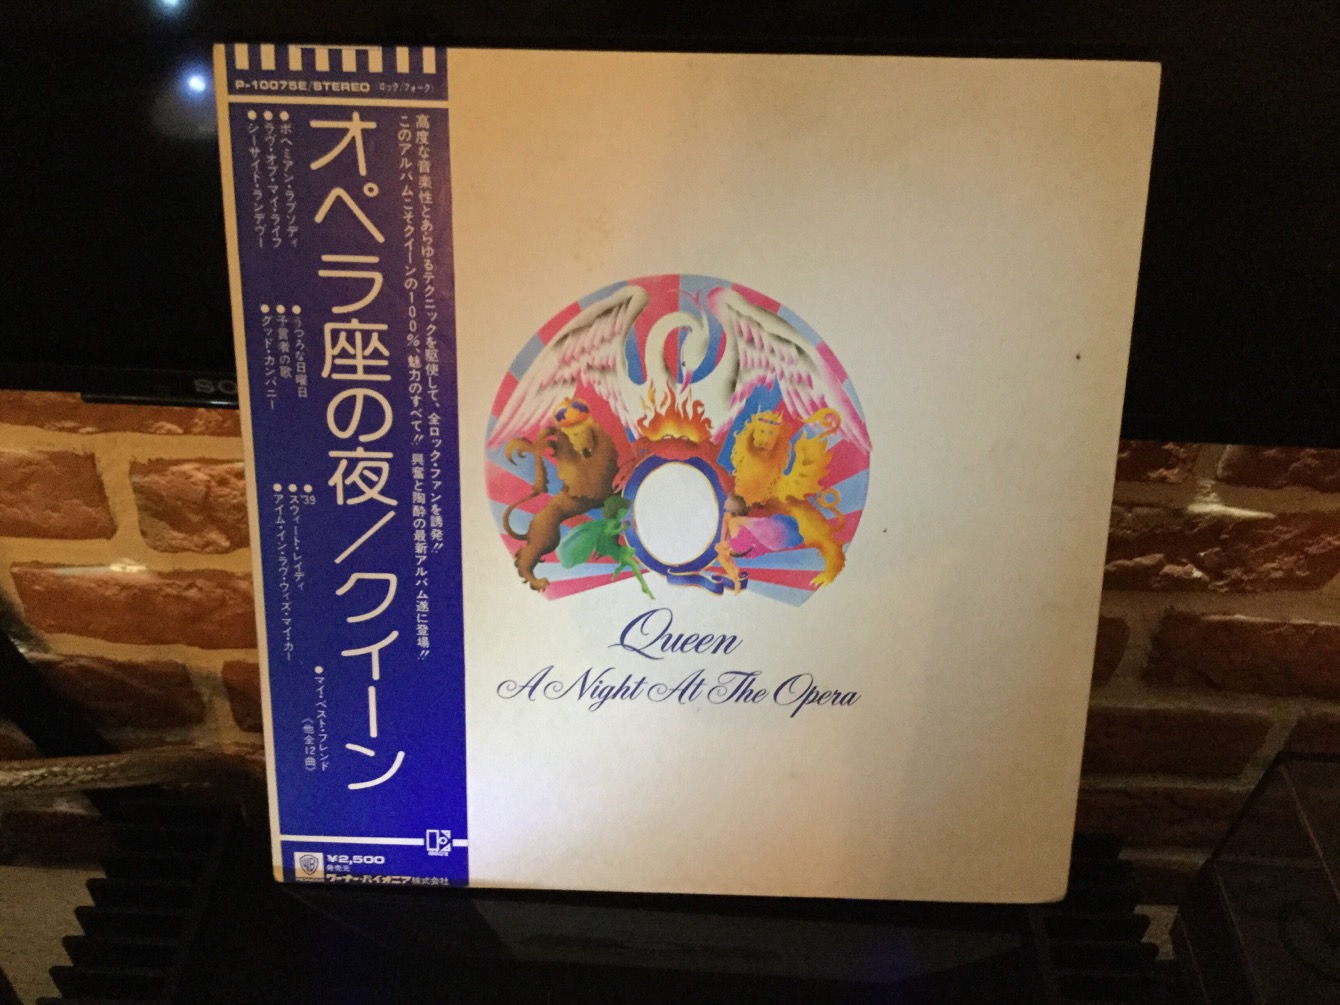 P-10075E/STEREO ロック/フォーク)
高度な音楽性とあらゆるテクニックを駆使して、全ロック・ファンを誘発!!
このアルバムこそクイーンの100%、魅力のすべて!! 興奮と陶酔の最新アルバム遂に登場!!
オペラ座の夜/クイーン
●ボヘミアン・ラプソディ
●ラヴ・オブ・マイ・ライフ
●シーサイド・ランデヴー
●うつろな日曜日
●予言者の歌
●グッド・カンパニー
●'39
●スウィート・レイディ
●アイム・イン・ラヴ・ウィズ・マイ・カー
●マイ・ベスト・フレンド
(他全12曲)
¥2,500
発売元
ワーナー・パイオニア株式会社
Queen
A Night At The Opera